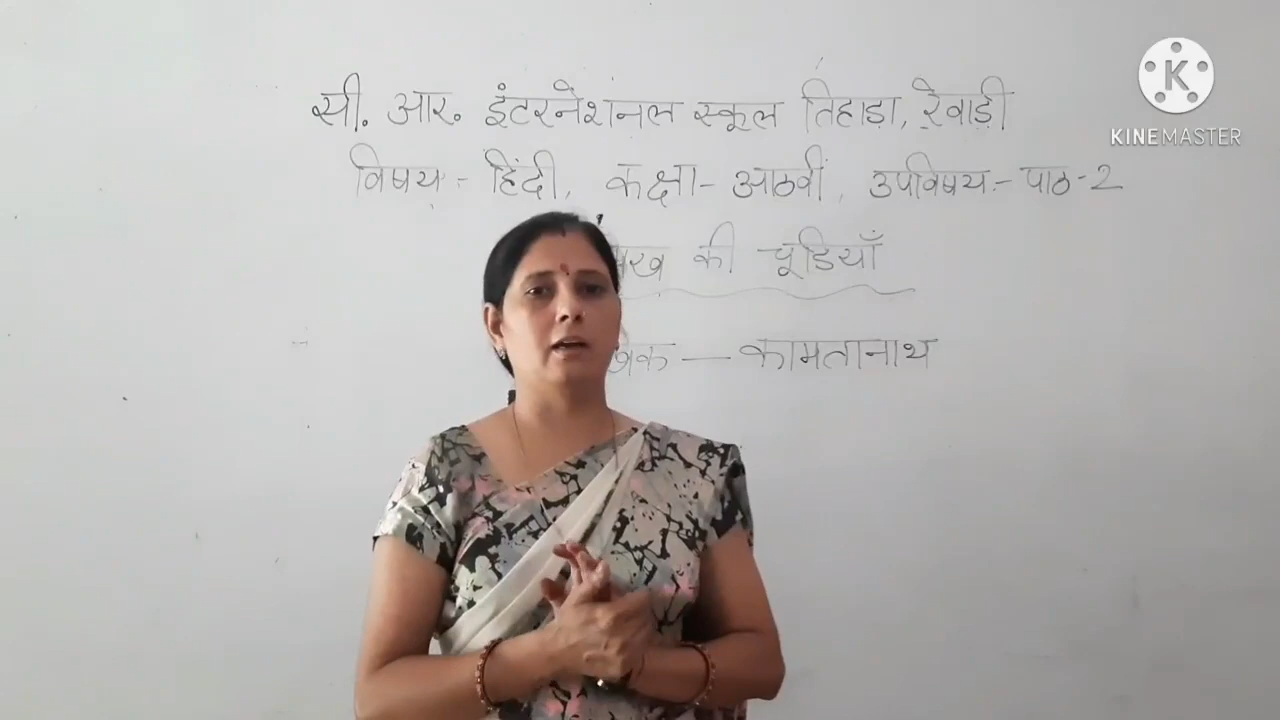 सी. आर. इंटरनेशनल स्कूल तिहाड़ा, रेवाड़ी
विषय :- हिंदी, कक्षा - आठवीं, उपविषय :- पाठ - 2
की चूडियाँ
— कामतानाथ
KINEMASTER